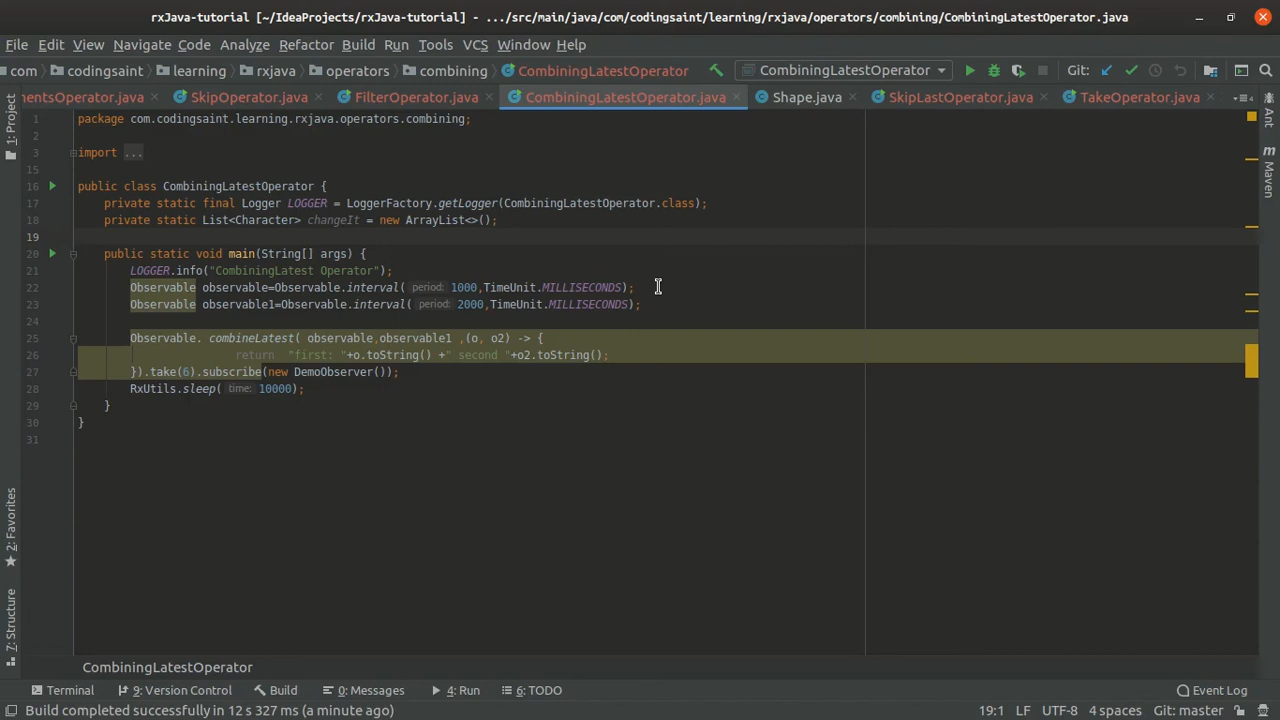 rxJava-tutorial [~/IdeaProjects/rxJava-tutorial] - .../src/main/java/com/codingsaint/learning/rxjava/operators/combining/CombiningLatestOperator.java
File Edit View Navigate Code Analyze Refactor Build Run Tools VCS Window Help
com codingsaint learning rxjava operators combining CombiningLatestOperator CombiningLatestOperator Git:
entsOperator.java SkipOperator.java FilterOperator.java CombiningLatestOperator.java Shape.java SkipLastOperator.java TakeOperator.java 4
1 package com.codingsaint.learning.rxjava.operators.combining;
2
3 import ...
15
16 public class CombiningLatestOperator {
17 private static final Logger LOGGER = LoggerFactory.getLogger(CombiningLatestOperator.class);
18 private static List<Character> changeIt = new ArrayList<>();
19
20 public static void main(String[] args) {
21 LOGGER.info("CombiningLatest Operator");
22 Observable observable=Observable.interval( period: 1000,TimeUnit.MILLISECONDS);
23 Observable observable1=Observable.interval( period: 2000,TimeUnit.MILLISECONDS);
24
25 Observable. combineLatest( observable,observable1 ,(o, o2) -> {
26 return "first: "+o.toString() +" second "+o2.toString();
27 }).take(6).subscribe(new DemoObserver());
28 RxUtils.sleep( time: 10000);
29 }
30 }
31
1: Project
2: Favorites
7: Structure
Ant
m Maven
CombiningLatestOperator
Terminal 9: Version Control Build 0: Messages 4: Run 6: TODO Event Log
Build completed successfully in 12 s 327 ms (a minute ago) 19:1 LF UTF-8 4 spaces Git: master